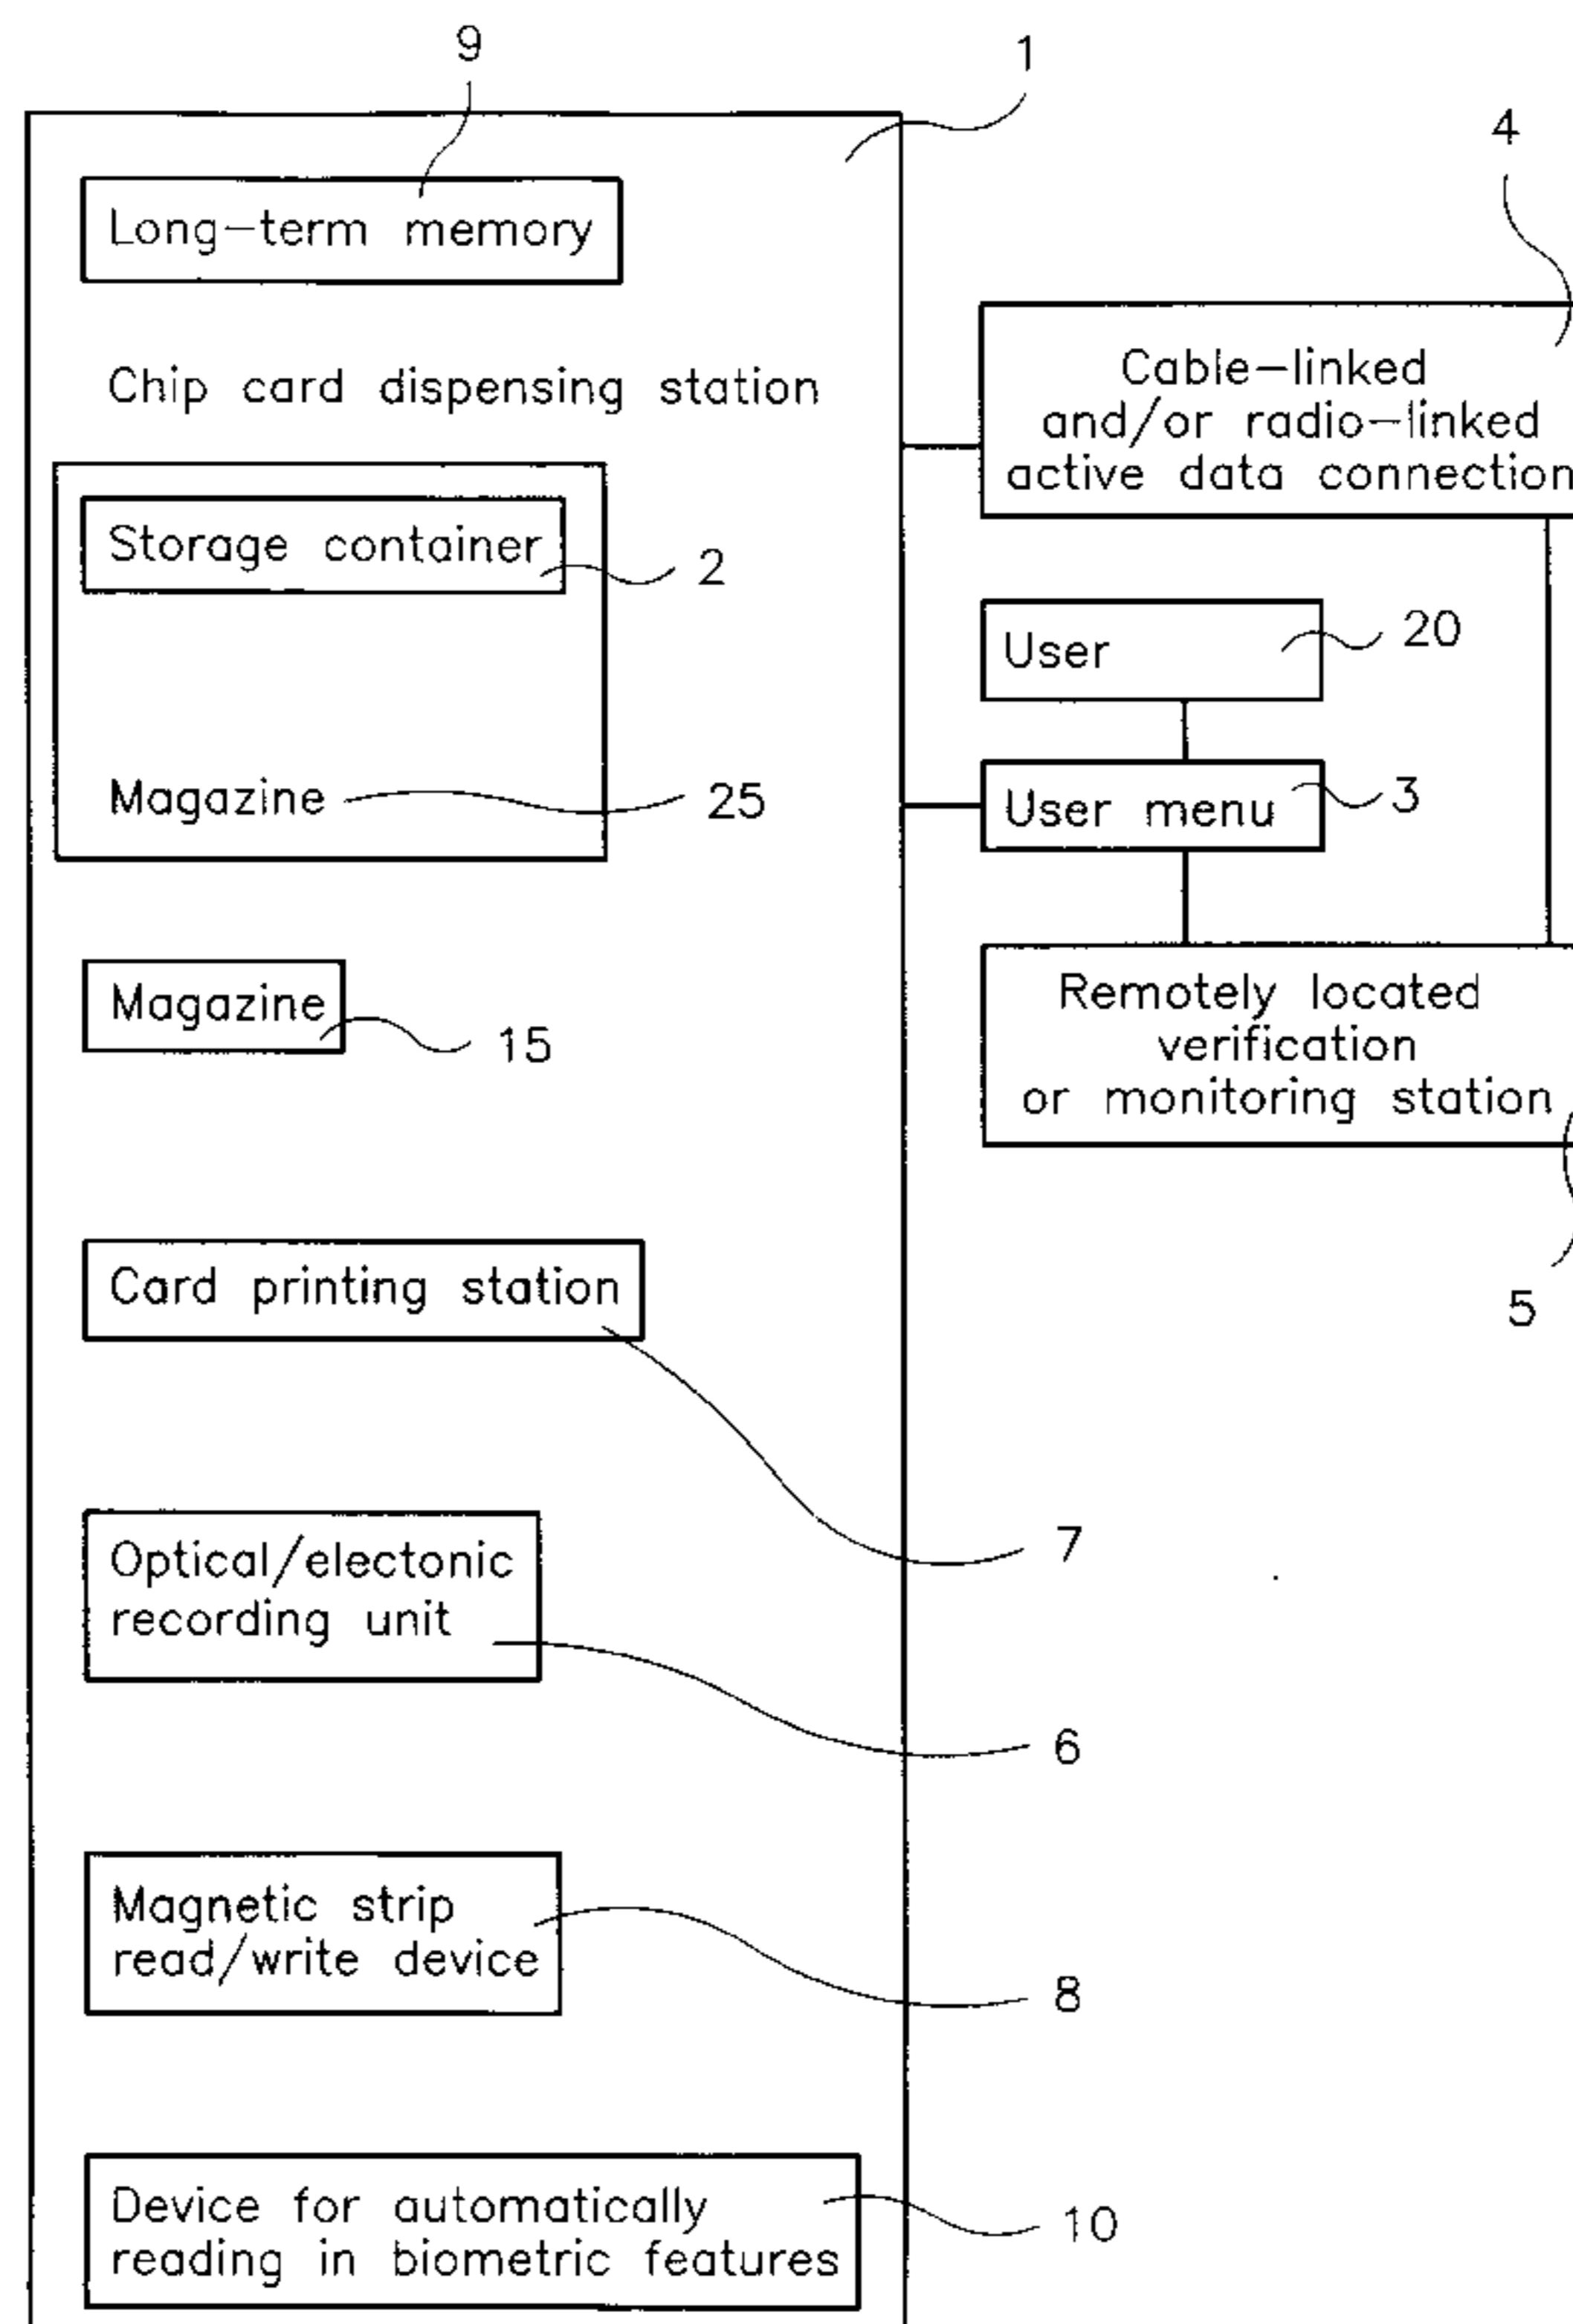 9
1
4
Long-term memory
Chip card dispensing station
Cable-linked
and/or radio-linked
active data connection
Storage container
2
User
20
Magazine
25
User menu
3
Magazine
15
Remotely located
verification
or monitoring station
5
Card printing station
7
Optical/electonic
recording unit
6
Magnetic strip
read/write device
8
Device for automatically
reading in biometric features
10